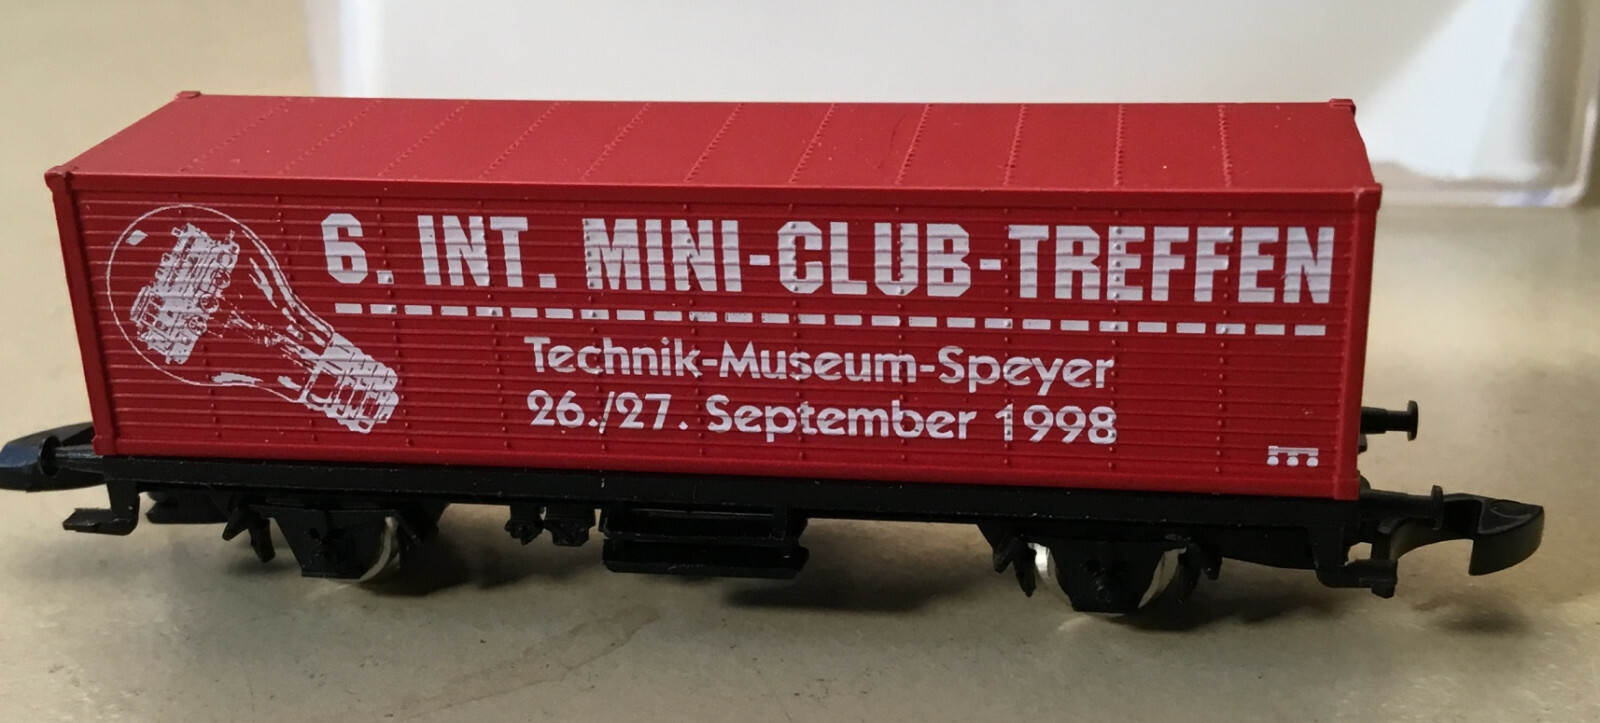 6. INT. MINI-CLUB-TREFFEN
Technik-Museum-Speyer
26./27. September 1998